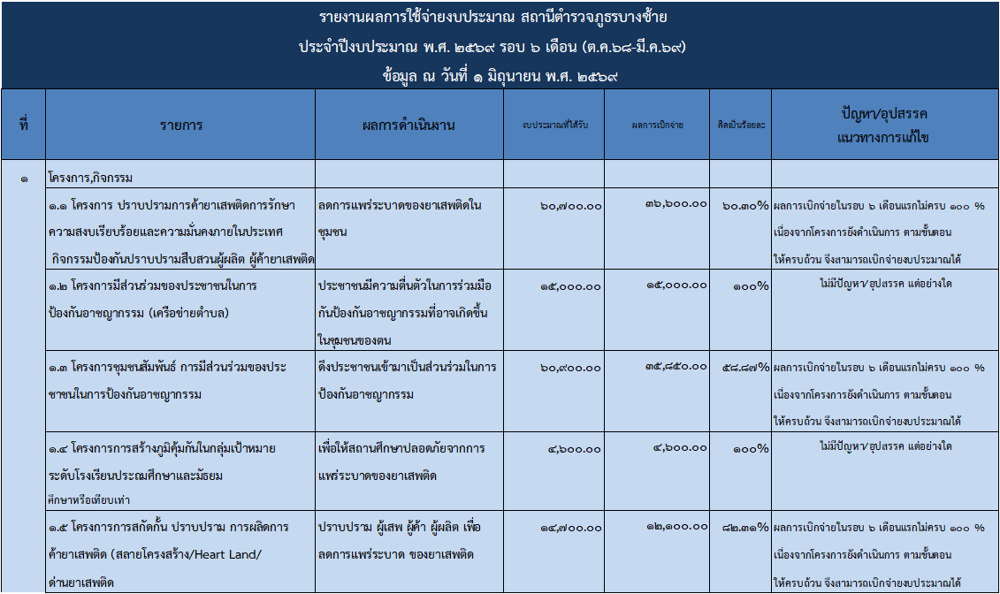 รายงานผลการใช้จ่ายงบประมาณ สถานีตำรวจภูธรบางซ้าย
ประจำปีงบประมาณ พ.ศ. ๒๕๖๙ รอบ ๖ เดือน (ต.ค.๖๘-มี.ค.๖๙)
ข้อมูล ณ วันที่ ๑ มิถุนายน พ.ศ. ๒๕๖๙
ที่ รายการ ผลการดำเนินงาน งบประมาณที่ได้รับ ผลการเบิกจ่าย คิดเป็นร้อยละ ปัญหา/อุปสรรค
แนวทางการแก้ไข
๑ โครงการ,กิจกรรม
๑.๑ โครงการ ปราบปรามการค้ายาเสพติดการรักษา ลดการแพร่ระบาดของยาเสพติดใน ๖๐,๗๐๐.๐๐ ๓๖,๖๐๐.๐๐ ๖๐.๓๐% ผลการเบิกจ่ายในรอบ ๖ เดือนแรกไม่ครบ ๑๐๐ %
ความสงบเรียบร้อยและความมั่นคงภายในประเทศ ชุมชน เนื่องจากโครงการยังดำเนินการ ตามขั้นตอน
กิจกรรมป้องกันปราบปรามสืบสวนผู้ผลิต ผู้ค้ายาเสพติด ให้ครบถ้วน จึงสามารถเบิกจ่ายงบประมาณได้
๑.๒ โครงการมีส่วนร่วมของประชาชนในการ ประชาชนมีความตื่นตัวในการร่วมมือ ๑๕,๐๐๐.๐๐ ๑๕,๐๐๐.๐๐ ๑๐๐% ไม่มีปัญหา/อุปสรรค แต่อย่างใด
ป้องกันอาชญากรรม (เครือข่ายตำบล) กันป้องกันอาชญากรรมที่อาจเกิดขึ้น
ในชุมชนของตน
๑.๓ โครงการชุมชนสัมพันธ์ การมีส่วนร่วมของประ ดึงประชาชนเข้ามาเป็นส่วนร่วมในการ ๖๐,๙๐๐.๐๐ ๓๕,๘๕๐.๐๐ ๕๘.๘๗% ผลการเบิกจ่ายในรอบ ๖ เดือนแรกไม่ครบ ๑๐๐ %
ชาชนในการป้องกันอาชญากรรม ป้องกันอาชญากรรม เนื่องจากโครงการยังดำเนินการ ตามขั้นตอน
ให้ครบถ้วน จึงสามารถเบิกจ่ายงบประมาณได้
๑.๔ โครงการการสร้างภูมิคุ้มกันในกลุ่มเป้าหมาย เพื่อให้สถานศึกษาปลอดภัยจากการ ๔,๖๐๐.๐๐ ๔,๖๐๐.๐๐ ๑๐๐% ไม่มีปัญหา/อุปสรรค แต่อย่างใด
ระดับโรงเรียนประถมศึกษาและมัธยม แพร่ระบาดของยาเสพติด
ศึกษาหรือเทียบเท่า
๑.๕ โครงการการสกัดกั้น ปราบปราม การผลิตการ ปราบปราม ผู้เสพ ผู้ค้า ผู้ผลิต เพื่อ ๑๔,๗๐๐.๐๐ ๑๒,๑๐๐.๐๐ ๘๒.๓๑% ผลการเบิกจ่ายในรอบ ๖ เดือนแรกไม่ครบ ๑๐๐ %
ค้ายาเสพติด (สลายโครงสร้าง/Heart Land/ ลดการแพร่ระบาด ของยาเสพติด เนื่องจากโครงการยังดำเนินการ ตามขั้นตอน
ด่านยาเสพติด ให้ครบถ้วน จึงสามารถเบิกจ่ายงบประมาณได้